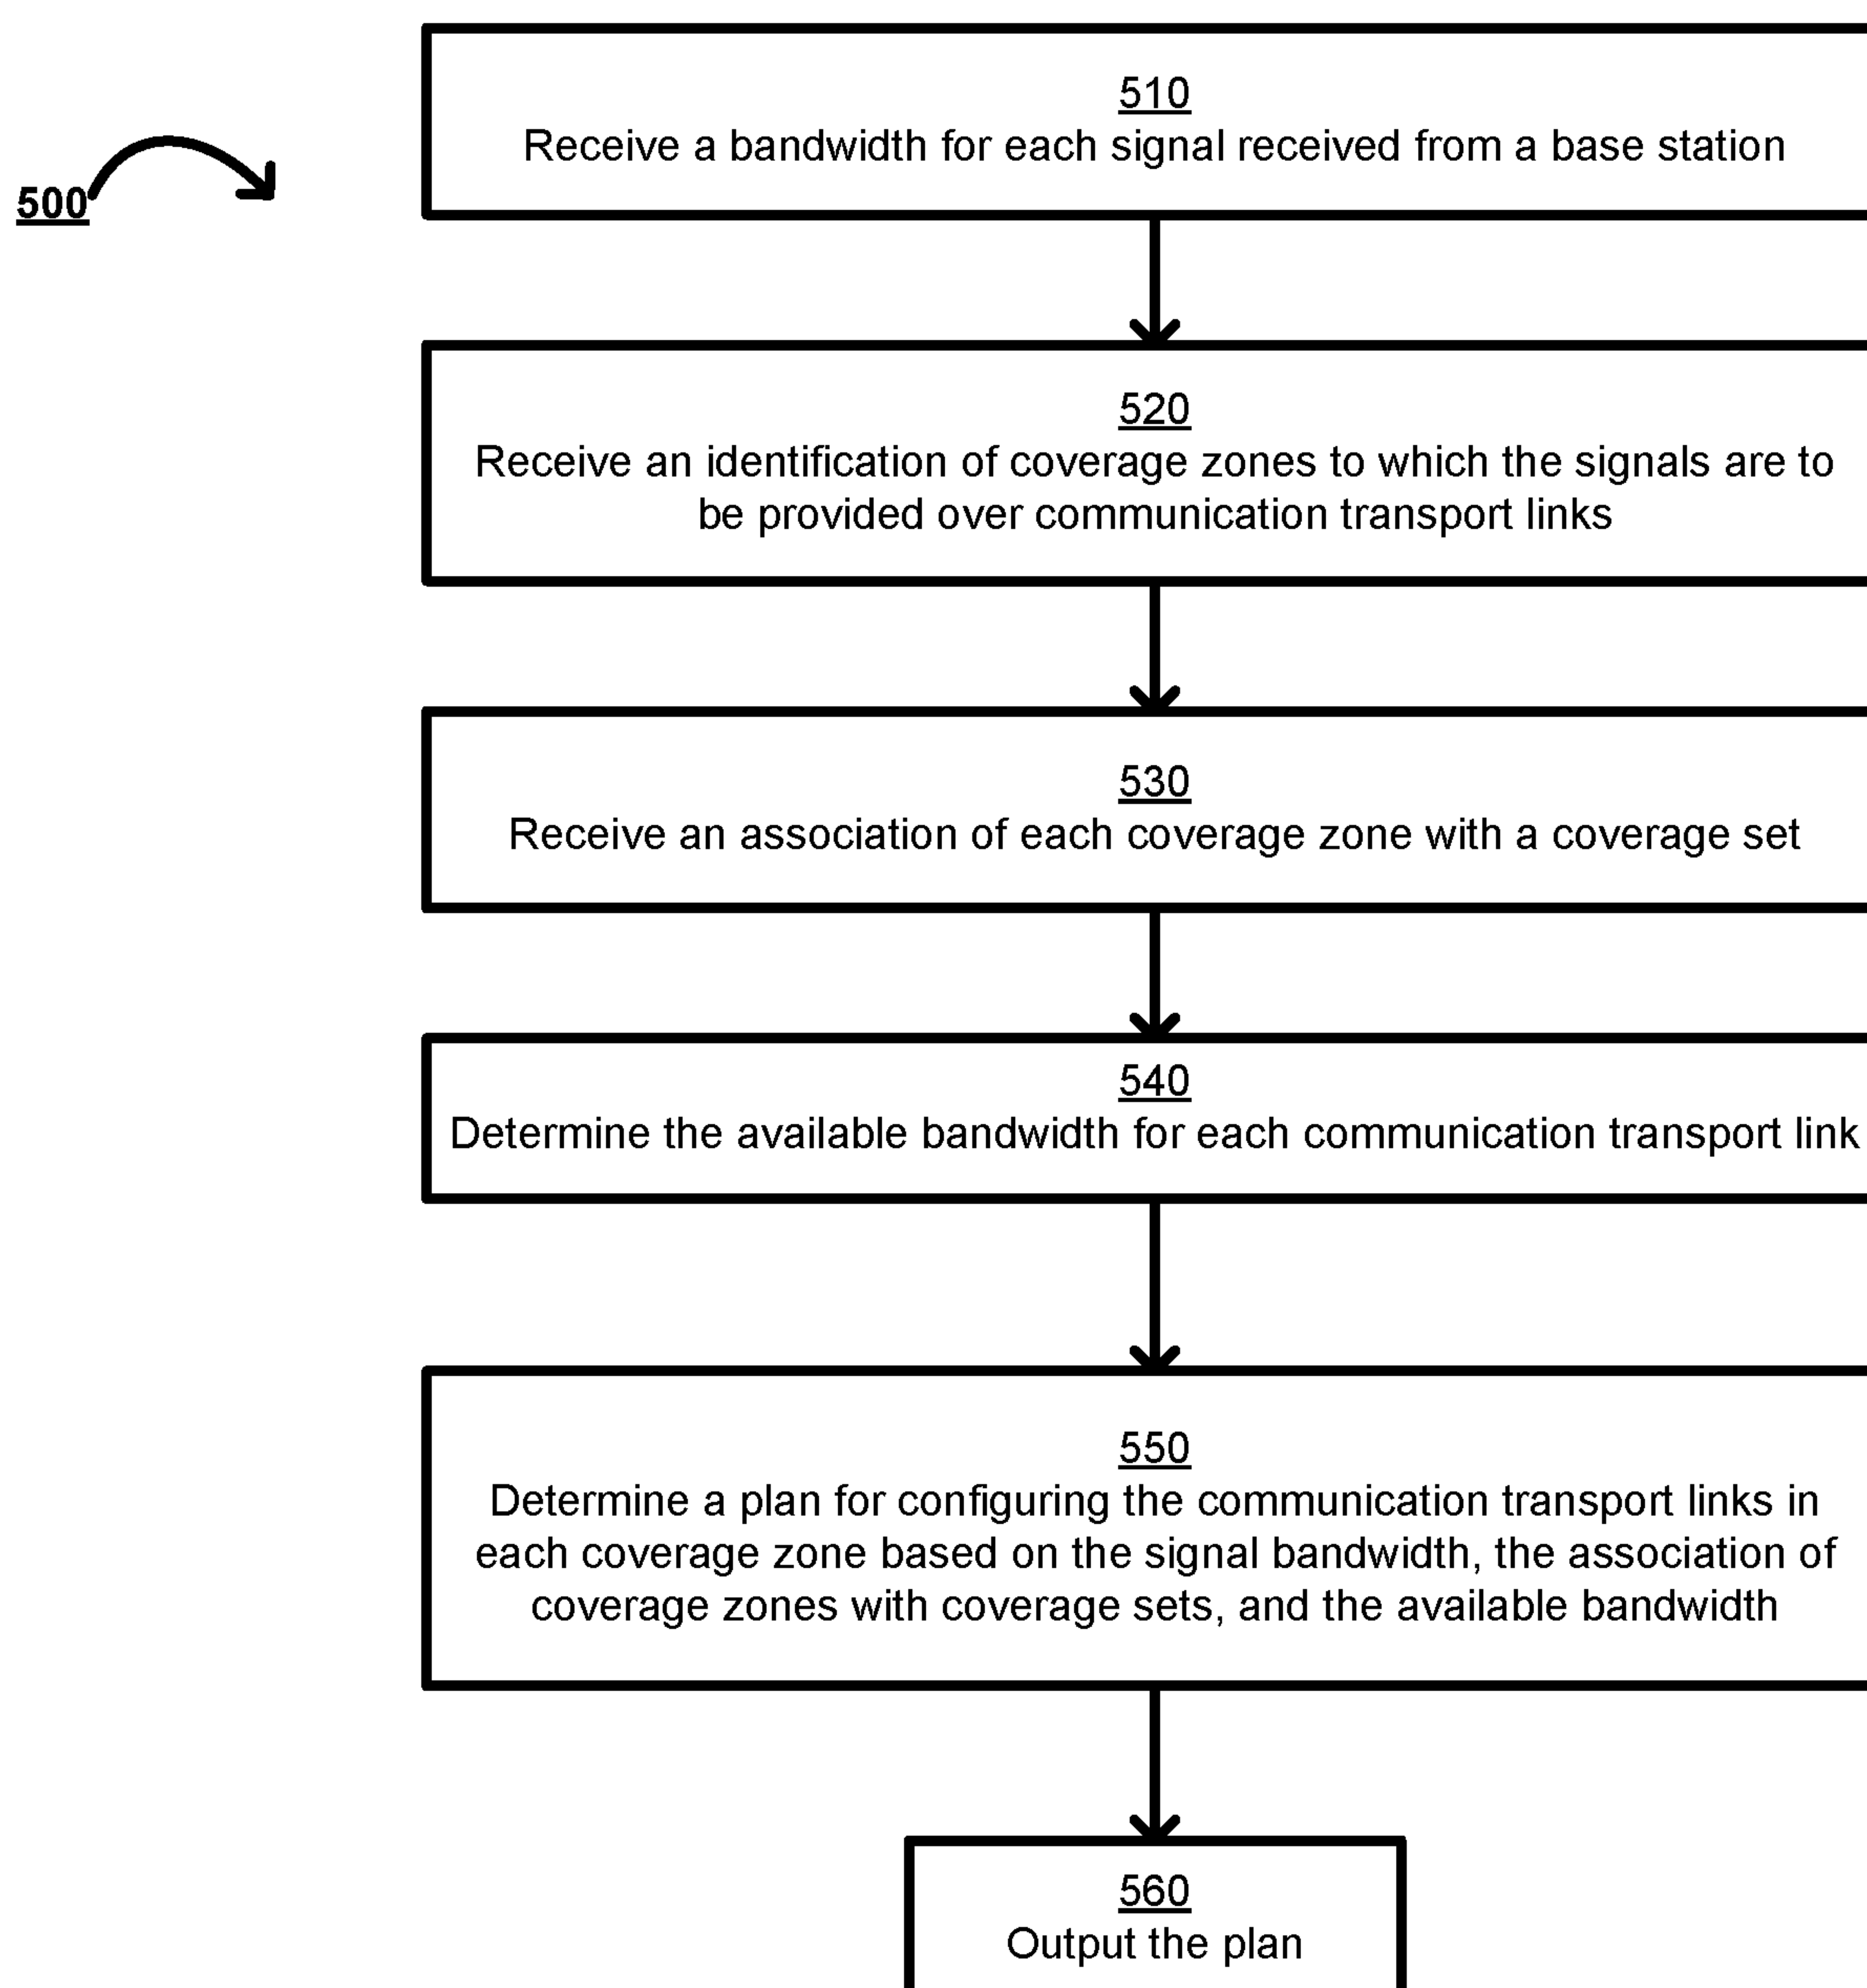 510
Receive a bandwidth for each signal received from a base station
500
520
Receive an identification of coverage zones to which the signals are to
be provided over communication transport links
530
Receive an association of each coverage zone with a coverage set
540
Determine the available bandwidth for each communication transport link
550
Determine a plan for configuring the communication transport links in
each coverage zone based on the signal bandwidth, the association of
coverage zones with coverage sets, and the available bandwidth
560
Output the plan